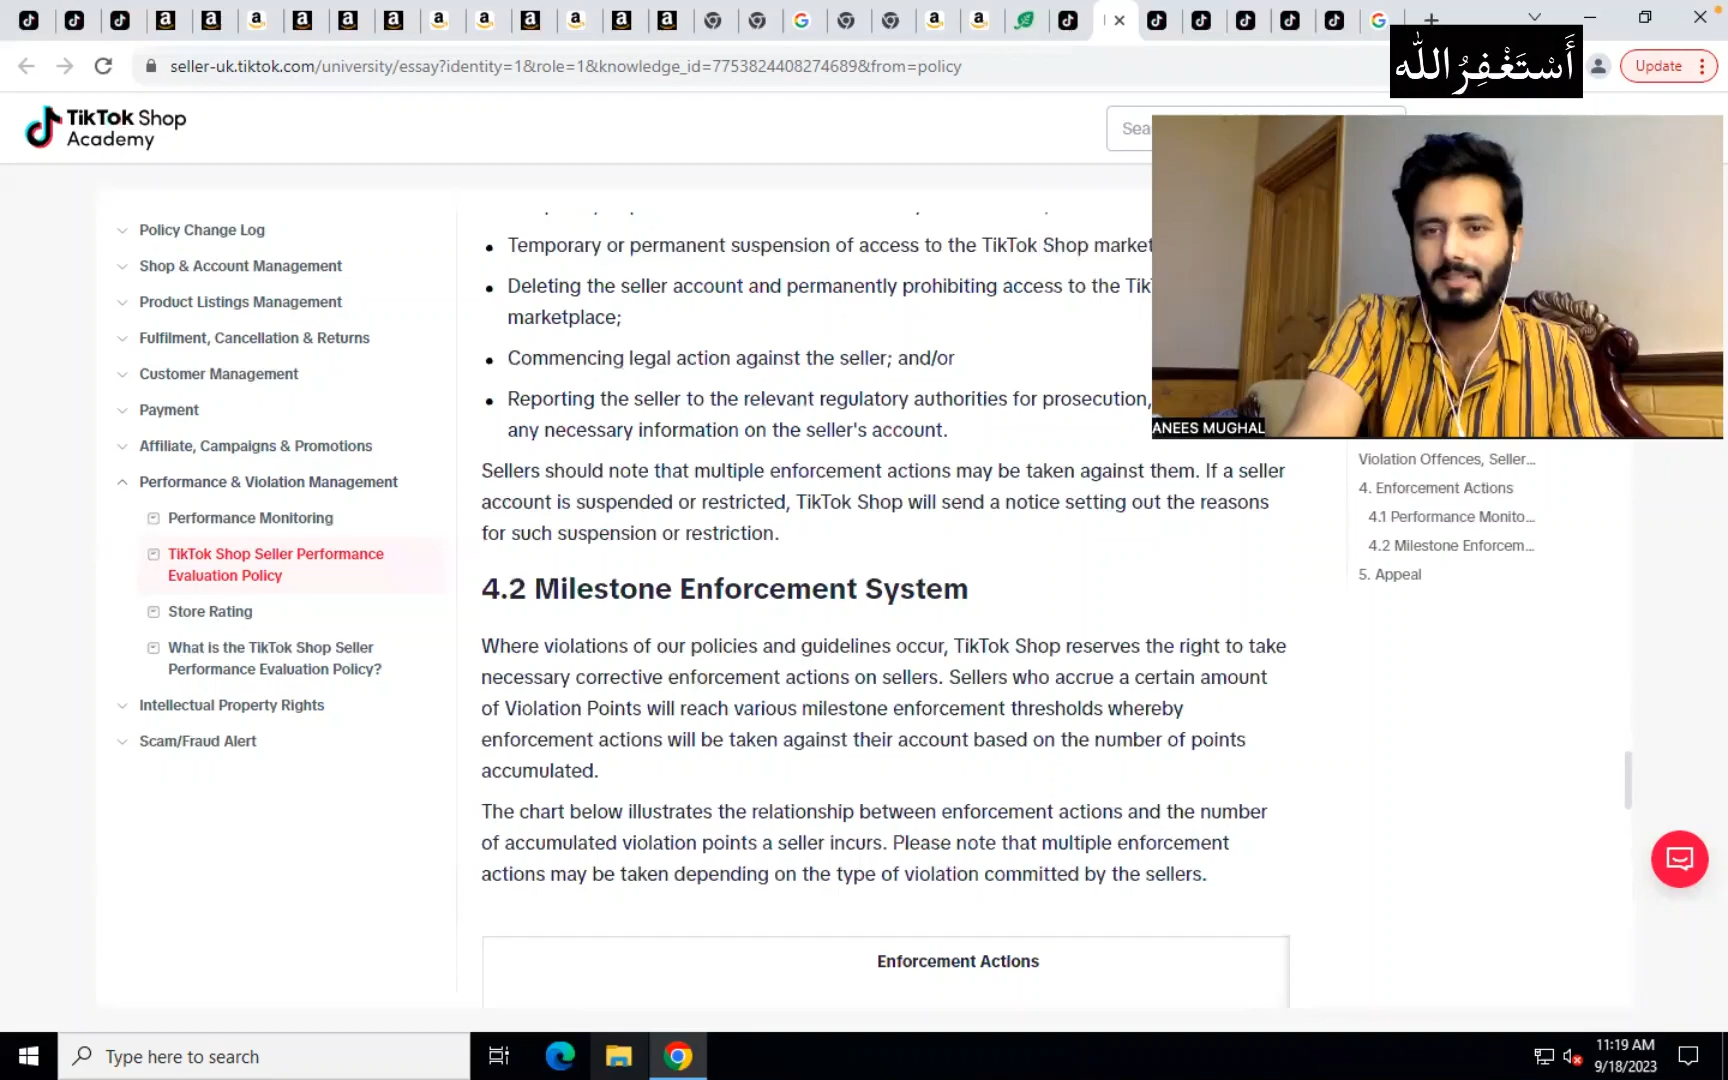 seller-uk.tiktok.com/university/essay?identity=1&role=1&knowledge_id=7753824408274689&from=policy
أَسْتَغْفِرُ اللّٰه
Update
TikTok Shop
Academy
Sea
Policy Change Log
Shop & Account Management
Product Listings Management
Fulfilment, Cancellation & Returns
Customer Management
Payment
Affiliate, Campaigns & Promotions
Performance & Violation Management
Performance Monitoring
TikTok Shop Seller Performance
Evaluation Policy
Store Rating
What is the TikTok Shop Seller
Performance Evaluation Policy?
Intellectual Property Rights
Scam/Fraud Alert
Temporary or permanent suspension of access to the TikTok Shop market
Deleting the seller account and permanently prohibiting access to the Tik
marketplace;
Commencing legal action against the seller; and/or
Reporting the seller to the relevant regulatory authorities for prosecution,
any necessary information on the seller's account.
Sellers should note that multiple enforcement actions may be taken against them. If a seller
account is suspended or restricted, TikTok Shop will send a notice setting out the reasons
for such suspension or restriction.
4.2 Milestone Enforcement System
Where violations of our policies and guidelines occur, TikTok Shop reserves the right to take
necessary corrective enforcement actions on sellers. Sellers who accrue a certain amount
of Violation Points will reach various milestone enforcement thresholds whereby
enforcement actions will be taken against their account based on the number of points
accumulated.
The chart below illustrates the relationship between enforcement actions and the number
of accumulated violation points a seller incurs. Please note that multiple enforcement
actions may be taken depending on the type of violation committed by the sellers.
Enforcement Actions
ANEES MUGHAL
Violation Offences, Seller...
4. Enforcement Actions
4.1 Performance Monito...
4.2 Milestone Enforcem...
5. Appeal
Type here to search
11:19 AM
9/18/2023